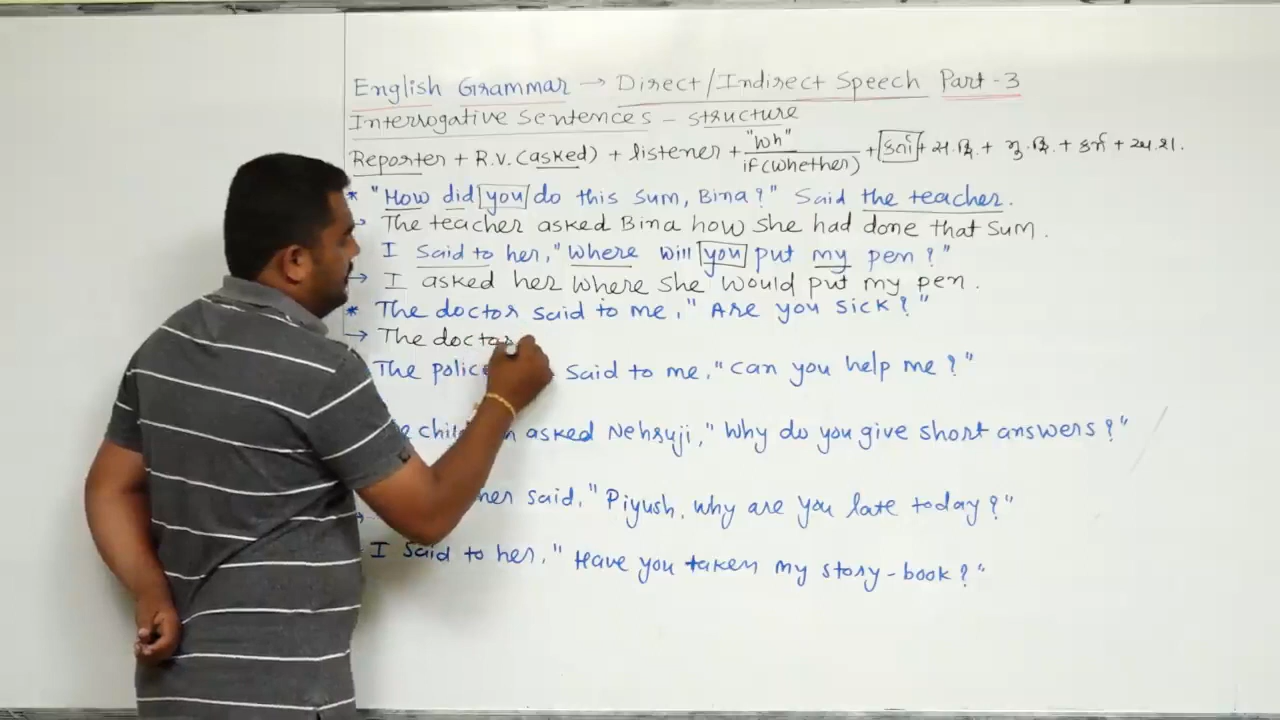 English Grammar → Direct/Indirect Speech Part-3
Interrogative Sentences - structure
Reporter + R.V. (asked) + listener + "Wh" / if(whether) + કર્તા + સા.ક્રિ. + મુ.ક્રિ. + કર્મ + અ.શ.
* "How did you do this sum, Bina?" Said the teacher.
→ The teacher asked Bina how she had done that sum.
I Said to her, "Where will you put my pen?"
→ I asked her where she would put my pen.
* The doctor said to me, "Are you sick?"
→ The doctor
The police said to me, "can you help me?"
asked Nehruji, "Why do you give short answers?"
said, "Piyush, why are you late today?"
→
I Said to her, "Have you taken my story-book?"